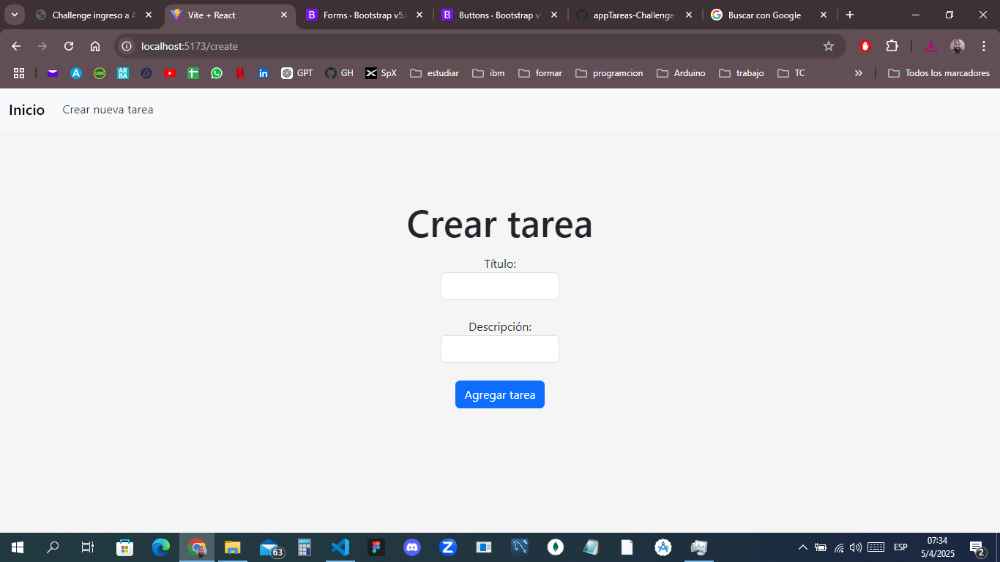 Challenge ingreso a A
Vite + React
Forms · Bootstrap v5.
Buttons · Bootstrap v
appTareas-Challenge
Buscar con Google
localhost:5173/create
GPT
GH
SpX
estudiar
ibm
formar
programcion
Arduino
trabajo
TC
Todos los marcadores
Inicio
Crear nueva tarea
Crear tarea
Título:
Descripción:
Agregar tarea
63
ESP
07:34
5/4/2025
2